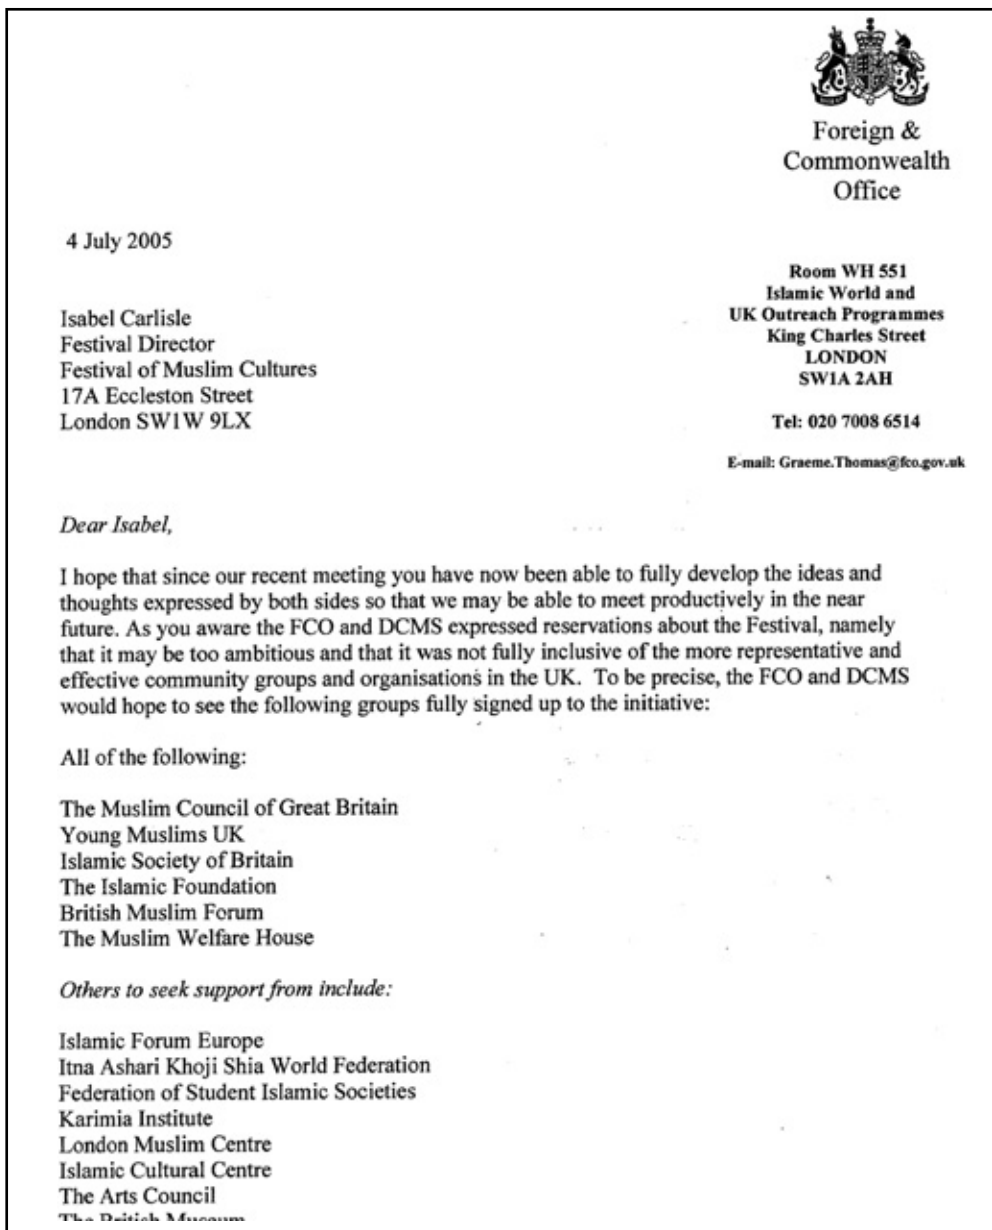 Foreign &
Commonwealth
Office
4 July 2005
Room WH 551
Islamic World and
UK Outreach Programmes
King Charles Street
LONDON
SW1A 2AH
Tel: 020 7008 6514
E-mail: Graeme.Thomas@fco.gov.uk
Isabel Carlisle
Festival Director
Festival of Muslim Cultures
17A Eccleston Street
London SW1W 9LX
Dear Isabel,
I hope that since our recent meeting you have now been able to fully develop the ideas and
thoughts expressed by both sides so that we may be able to meet productively in the near
future. As you aware the FCO and DCMS expressed reservations about the Festival, namely
that it may be too ambitious and that it was not fully inclusive of the more representative and
effective community groups and organisations in the UK. To be precise, the FCO and DCMS
would hope to see the following groups fully signed up to the initiative:
All of the following:
The Muslim Council of Great Britain
Young Muslims UK
Islamic Society of Britain
The Islamic Foundation
British Muslim Forum
The Muslim Welfare House
Others to seek support from include:
Islamic Forum Europe
Itna Ashari Khoji Shia World Federation
Federation of Student Islamic Societies
Karimia Institute
London Muslim Centre
Islamic Cultural Centre
The Arts Council
The British Museum